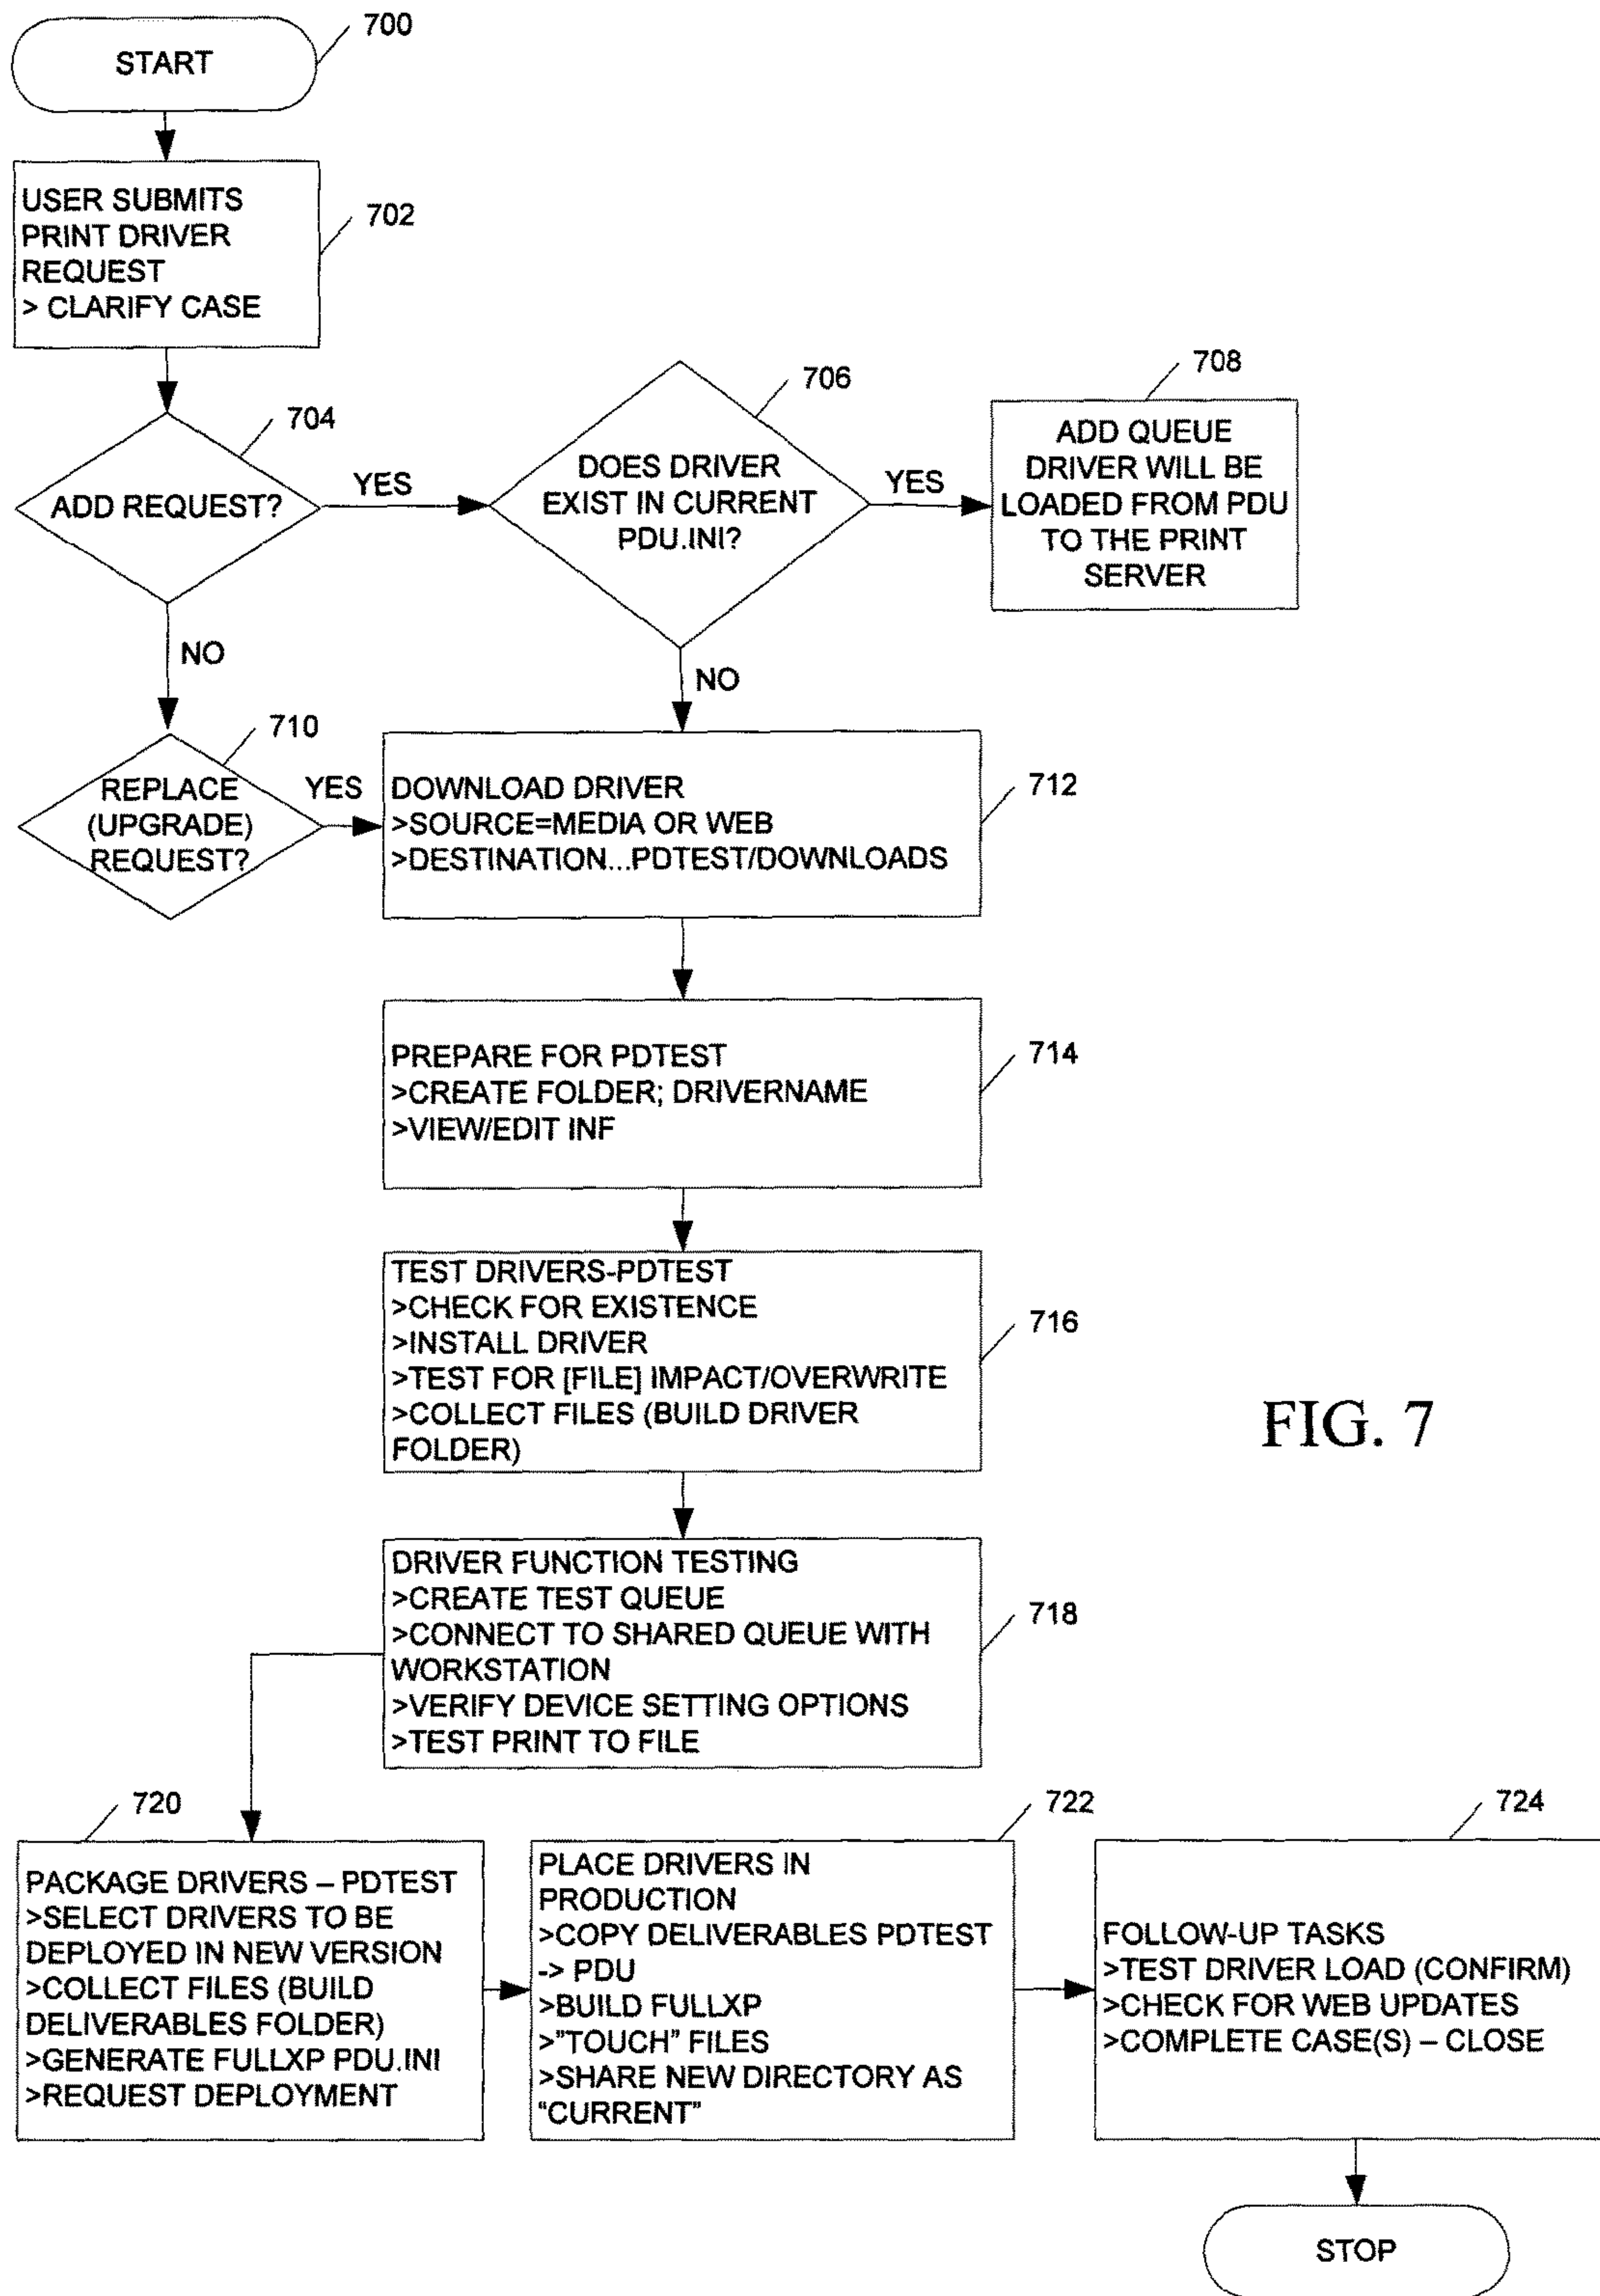 START
700
USER SUBMITS
PRINT DRIVER
REQUEST
> CLARIFY CASE
702
ADD REQUEST?
704
YES
NO
DOES DRIVER
EXIST IN CURRENT
PDU.INI?
706
YES
NO
ADD QUEUE
DRIVER WILL BE
LOADED FROM PDU
TO THE PRINT
SERVER
708
REPLACE
(UPGRADE)
REQUEST?
710
YES
DOWNLOAD DRIVER
>SOURCE=MEDIA OR WEB
>DESTINATION...PDTEST/DOWNLOADS
712
PREPARE FOR PDTEST
>CREATE FOLDER; DRIVERNAME
>VIEW/EDIT INF
714
TEST DRIVERS-PDTEST
>CHECK FOR EXISTENCE
>INSTALL DRIVER
>TEST FOR [FILE] IMPACT/OVERWRITE
>COLLECT FILES (BUILD DRIVER
FOLDER)
716
FIG. 7
DRIVER FUNCTION TESTING
>CREATE TEST QUEUE
>CONNECT TO SHARED QUEUE WITH
WORKSTATION
>VERIFY DEVICE SETTING OPTIONS
>TEST PRINT TO FILE
718
720
PACKAGE DRIVERS – PDTEST
>SELECT DRIVERS TO BE
DEPLOYED IN NEW VERSION
>COLLECT FILES (BUILD
DELIVERABLES FOLDER)
>GENERATE FULLXP PDU.INI
>REQUEST DEPLOYMENT
722
PLACE DRIVERS IN
PRODUCTION
>COPY DELIVERABLES PDTEST
-> PDU
>BUILD FULLXP
>"TOUCH" FILES
>SHARE NEW DIRECTORY AS
"CURRENT"
724
FOLLOW-UP TASKS
>TEST DRIVER LOAD (CONFIRM)
>CHECK FOR WEB UPDATES
>COMPLETE CASE(S) – CLOSE
STOP